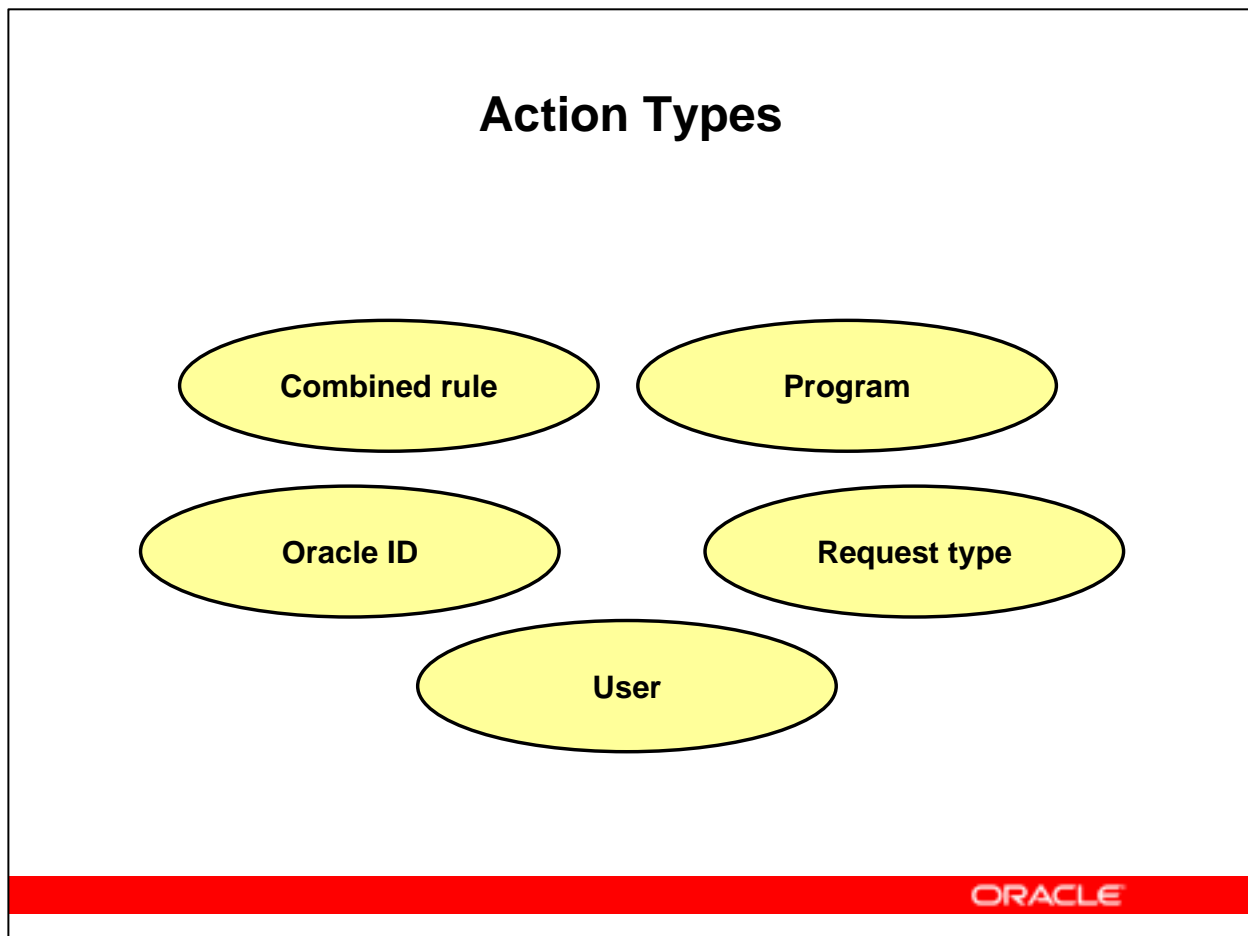 Action Types
Combined rule
Program
Oracle ID
Request type
User
ORACLE